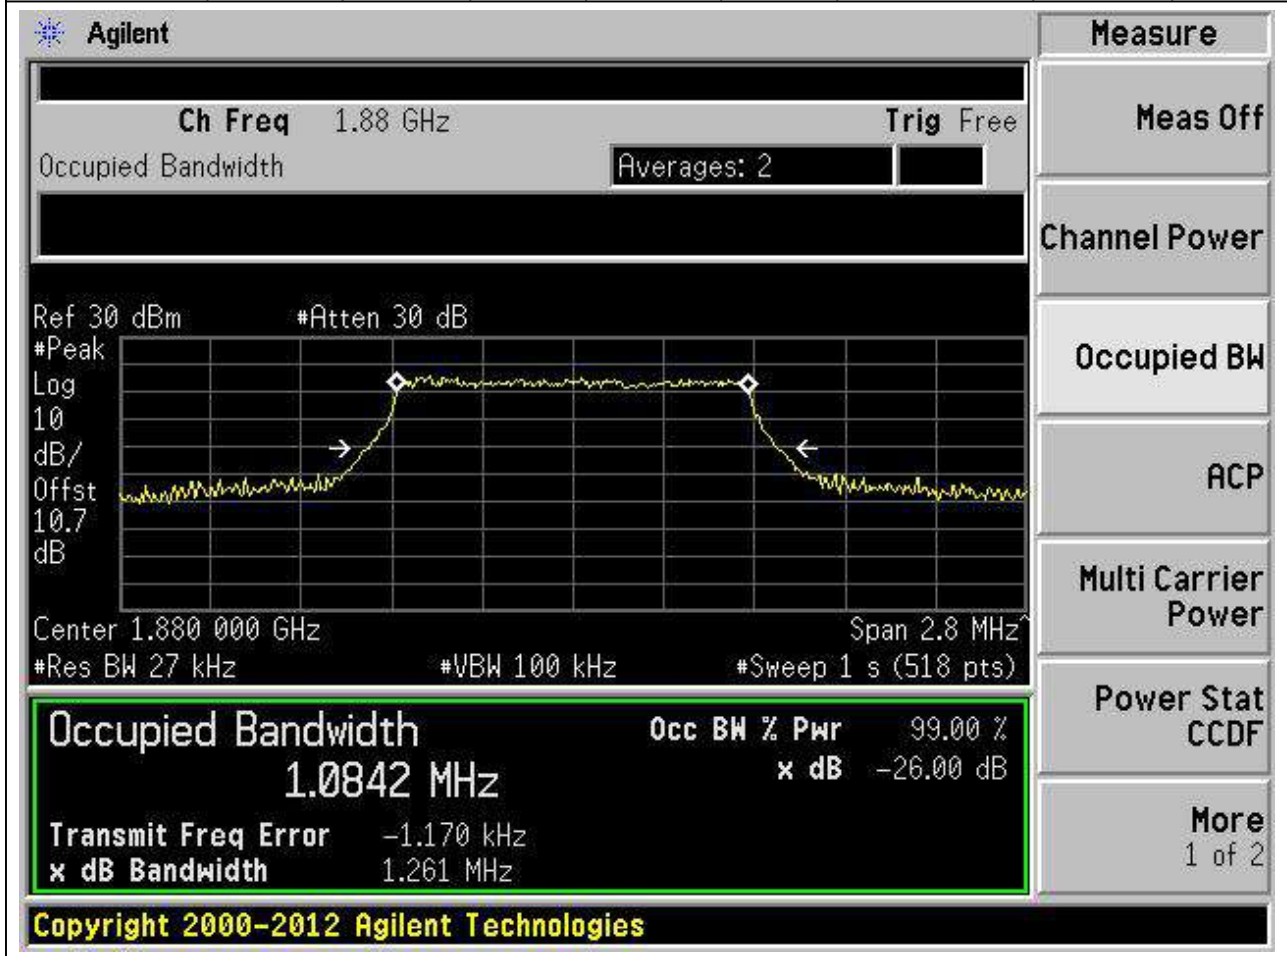 Agilent
Measure
Ch Freq 1.88 GHz Trig Free
Occupied Bandwidth Averages: 2
Meas Off
Channel Power
Occupied BW
ACP
Multi Carrier
Power
Power Stat
CCDF
More
1 of 2
Ref 30 dBm #Atten 30 dB
#Peak
Log
10
dB/
Offst
10.7
dB
Center 1.880 000 GHz Span 2.8 MHz^
#Res BW 27 kHz #VBW 100 kHz #Sweep 1 s (518 pts)
Occupied Bandwidth Occ BW % Pwr 99.00 %
1.0842 MHz x dB -26.00 dB
Transmit Freq Error -1.170 kHz
x dB Bandwidth 1.261 MHz
Copyright 2000-2012 Agilent Technologies